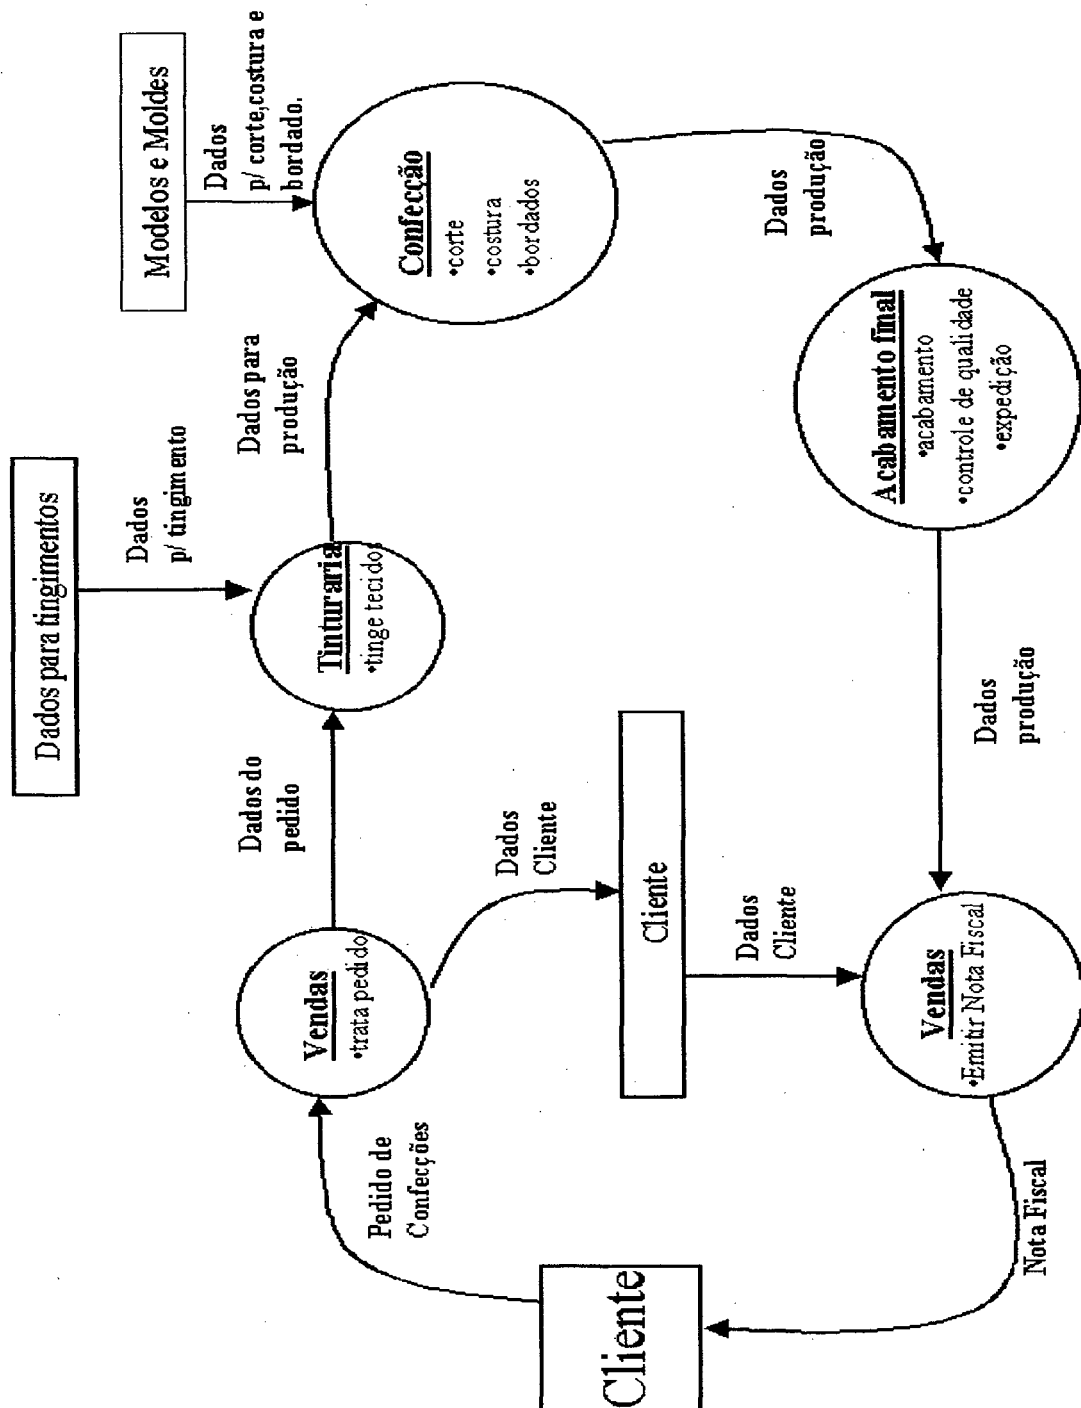 Dados para tingimentos
Modelos e Moldes
Dados
p/ tingimento
Dados
p/ corte,costura e
bordado.
Pedido de
Confecções
Vendas
•trata pedido
Dados do
pedido
Tinturaria
•tinge tecidos
Dados para
produção
Confecção
•corte
•costura
•bordados
Dados
Cliente
Cliente
Cliente
Dados
Cliente
Dados
produção
Nota Fiscal
Vendas
•Emitir Nota Fiscal
Dados
produção
Acabamento final
•acabamento
•controle de qualidade
•expedição